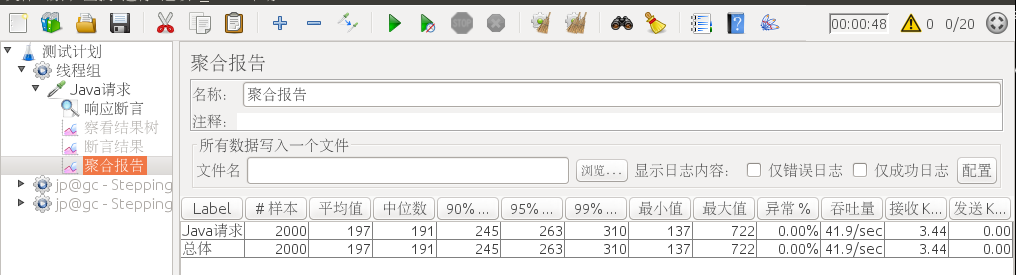 00:00:48 0 0/20
测试计划
线程组
Java请求
响应断言
察看结果树
断言结果
聚合报告
jp@gc - Stepping
jp@gc - Stepping
聚合报告
名称: 聚合报告
注释:
所有数据写入一个文件
文件名 浏览... 显示日志内容: 仅错误日志 仅成功日志 配置
Label # 样本 平均值 中位数 90% ... 95% ... 99% ... 最小值 最大值 异常 % 吞吐量 接收 K... 发送 K...
Java请求 2000 197 191 245 263 310 137 722 0.00% 41.9/sec 3.44 0.00
总体 2000 197 191 245 263 310 137 722 0.00% 41.9/sec 3.44 0.00